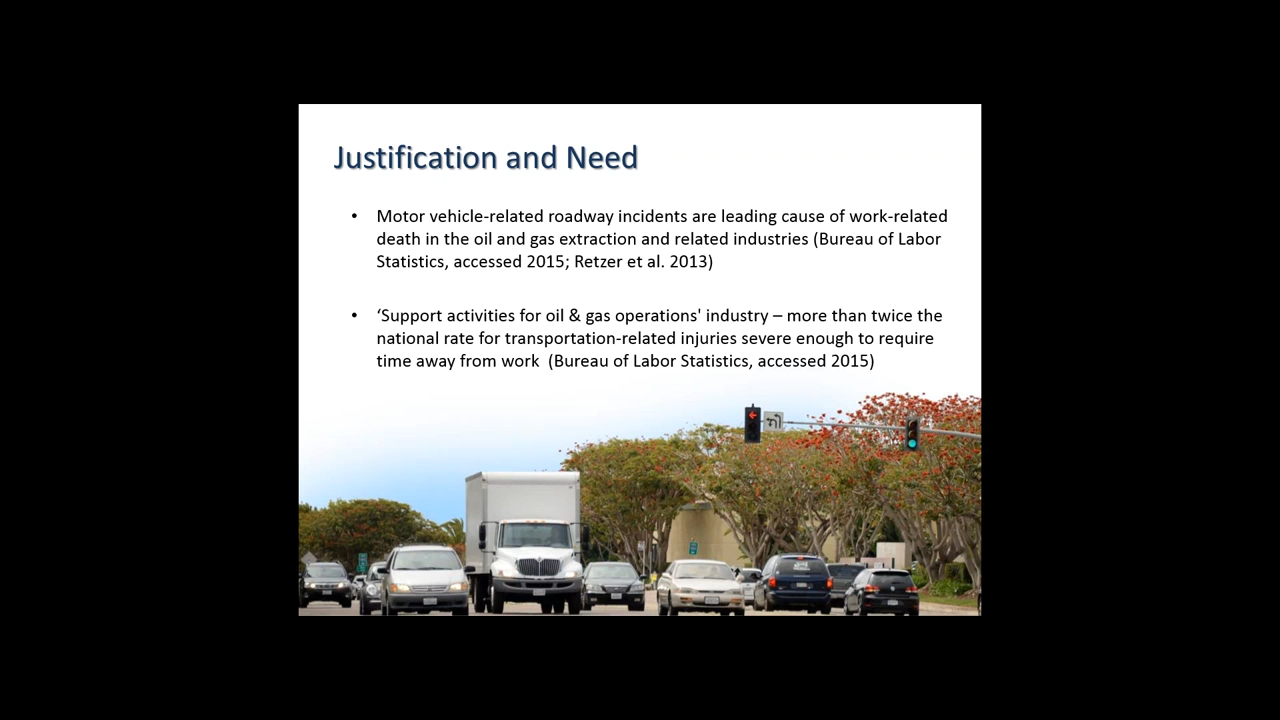 Justification and Need
• Motor vehicle-related roadway incidents are leading cause of work-related
death in the oil and gas extraction and related industries (Bureau of Labor
Statistics, accessed 2015; Retzer et al. 2013)
• ‘Support activities for oil & gas operations' industry – more than twice the
national rate for transportation-related injuries severe enough to require
time away from work  (Bureau of Labor Statistics, accessed 2015)